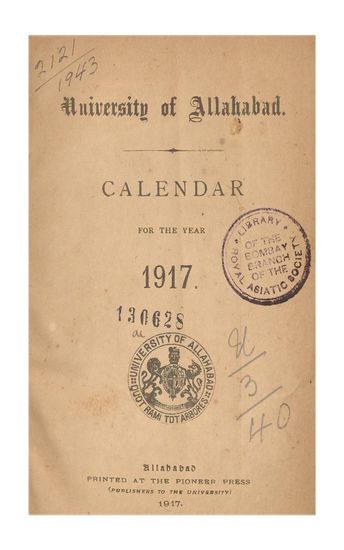 2121
1943
University of Allahabad.
CALENDAR
FOR THE YEAR
LIBRARY
OF THE
BOMBAY
BRANCH
OF THE
ROYAL ASIATIC SOCIETY
1917.
130628
UNIVERSITY OF ALLAHABAD
QUOT RAMI TOT ARBORES
3
40
Allahabad
PRINTED AT THE PIONEER PRESS
(PUBLISHERS TO THE UNIVERSITY)
1917.